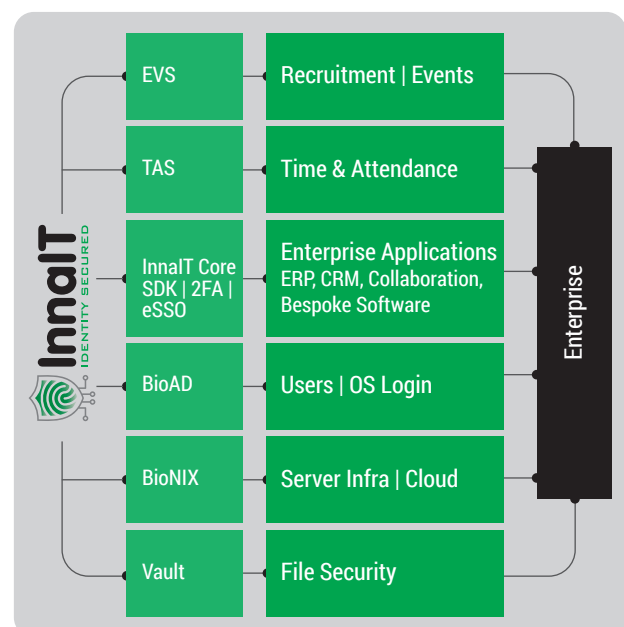 InnaIT
IDENTITY SECURED
EVS
Recruitment | Events
TAS
Time & Attendance
InnaIT Core
SDK | 2FA |
eSSO
Enterprise Applications
ERP, CRM, Collaboration,
Bespoke Software
BioAD
Users | OS Login
BioNIX
Server Infra | Cloud
Vault
File Security
Enterprise